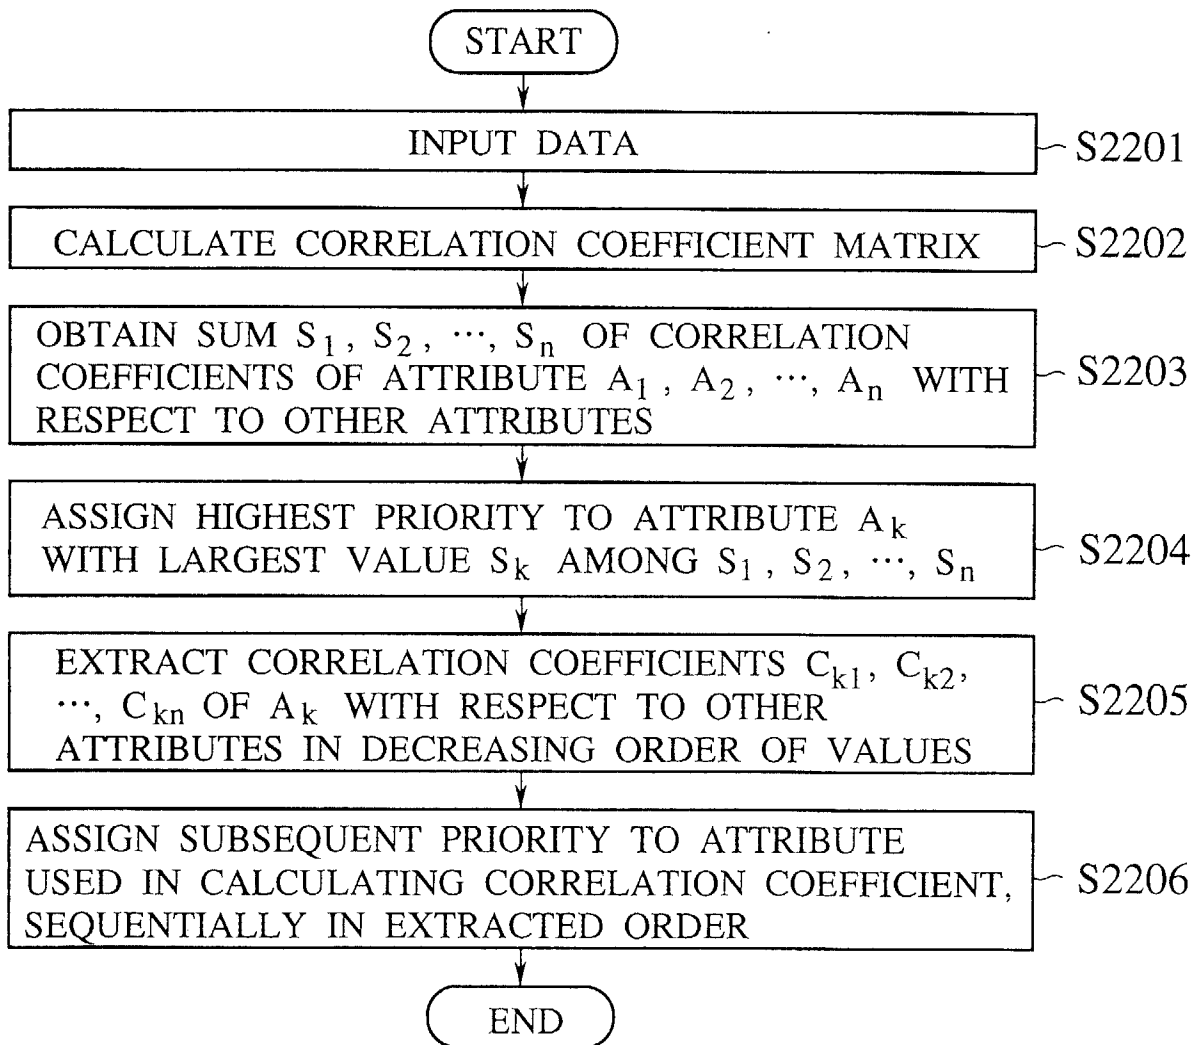 START
INPUT DATA
S2201
CALCULATE CORRELATION COEFFICIENT MATRIX
S2202
OBTAIN SUM S1, S2, ···, Sn OF CORRELATION
COEFFICIENTS OF ATTRIBUTE A1, A2, ···, An WITH
RESPECT TO OTHER ATTRIBUTES
S2203
ASSIGN HIGHEST PRIORITY TO ATTRIBUTE Ak
WITH LARGEST VALUE Sk AMONG S1, S2, ···, Sn
S2204
EXTRACT CORRELATION COEFFICIENTS Ck1, Ck2,
···, Ckn OF Ak WITH RESPECT TO OTHER
ATTRIBUTES IN DECREASING ORDER OF VALUES
S2205
ASSIGN SUBSEQUENT PRIORITY TO ATTRIBUTE
USED IN CALCULATING CORRELATION COEFFICIENT,
SEQUENTIALLY IN EXTRACTED ORDER
S2206
END